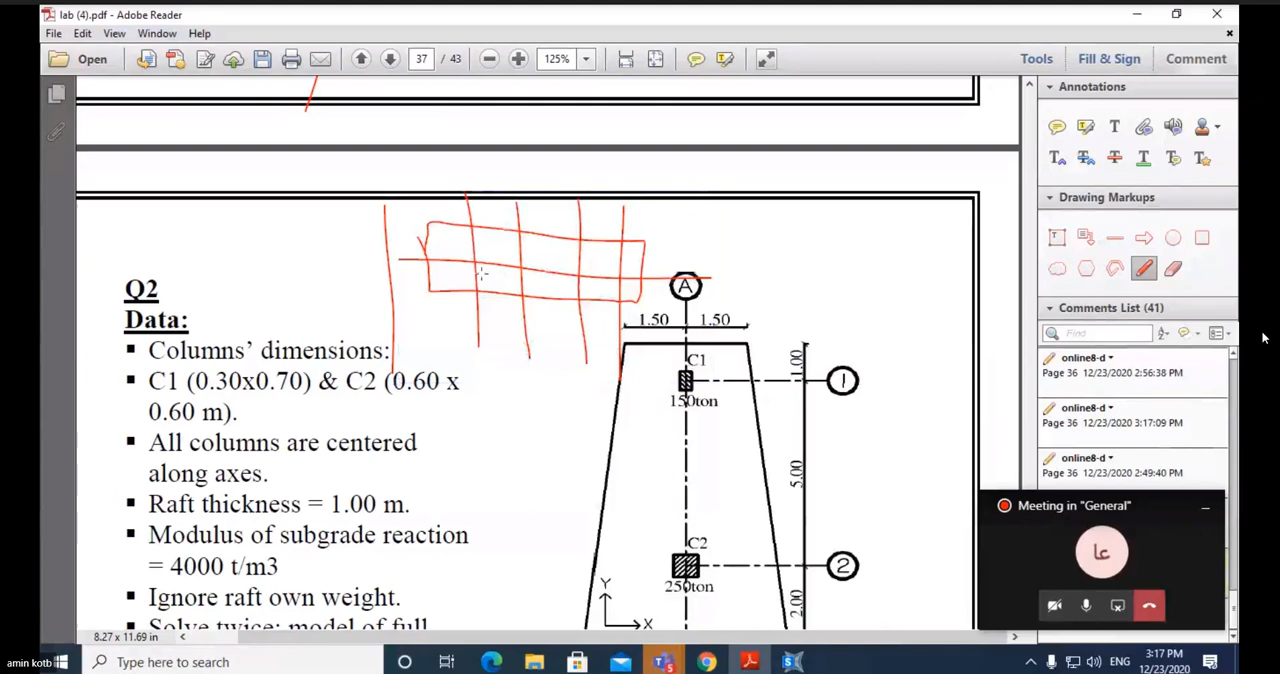 lab (4).pdf - Adobe Reader
File Edit View Window Help
Open 37 / 43 125% Tools Fill & Sign Comment
Annotations
T
T T T T T T
Drawing Markups
T
Comments List (41)
Find
online8-d
Page 36 12/23/2020 2:56:38 PM
online8-d
Page 36 12/23/2020 3:17:09 PM
online8-d
Page 36 12/23/2020 2:49:40 PM
Q2
Data:
▪ Columns' dimensions:
▪ C1 (0.30x0.70) & C2 (0.60 x
0.60 m).
▪ All columns are centered
along axes.
▪ Raft thickness = 1.00 m.
▪ Modulus of subgrade reaction
= 4000 t/m3
▪ Ignore raft own weight.
▪ Solve twice: model of full
A
1.50 1.50
C1
1.00
1
150ton
5.00
C2
2
250ton
2.00
Y
X
Meeting in "General"
عا
8.27 x 11.69 in
amin kotb
Type here to search
ENG
3:17 PM
12/23/2020